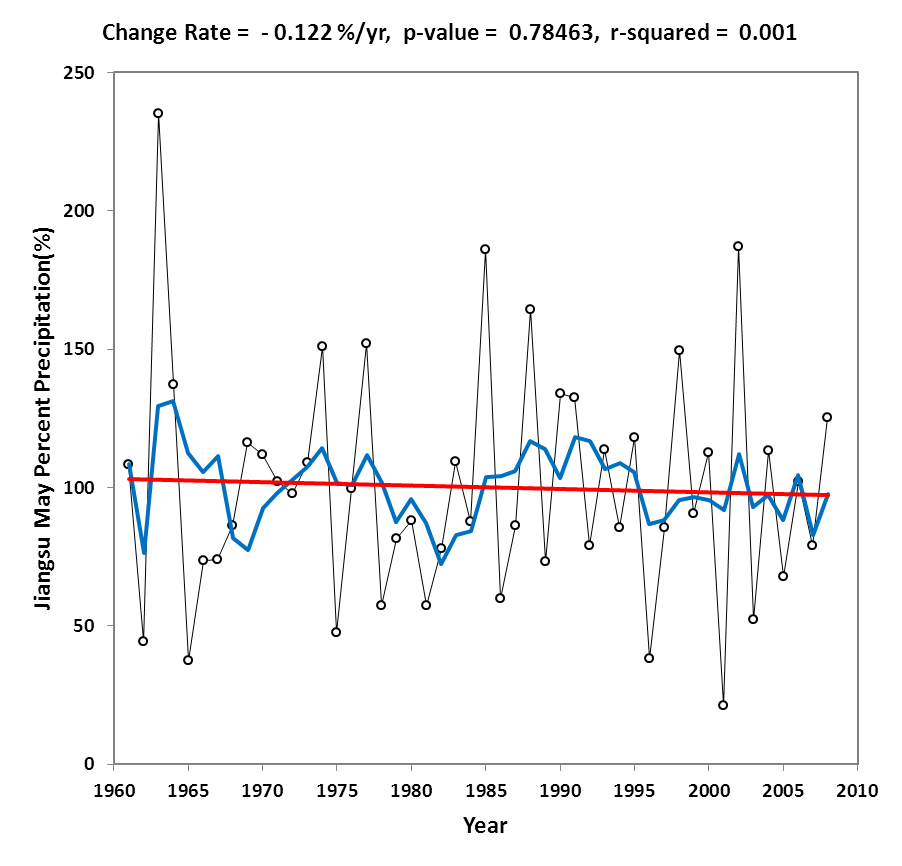 Change Rate = - 0.122 %/yr, p-value = 0.78463, r-squared = 0.001
250
200
150
100
50
0
Jiangsu May Percent Precipitation(%)
1960 1965 1970 1975 1980 1985 1990 1995 2000 2005 2010
Year